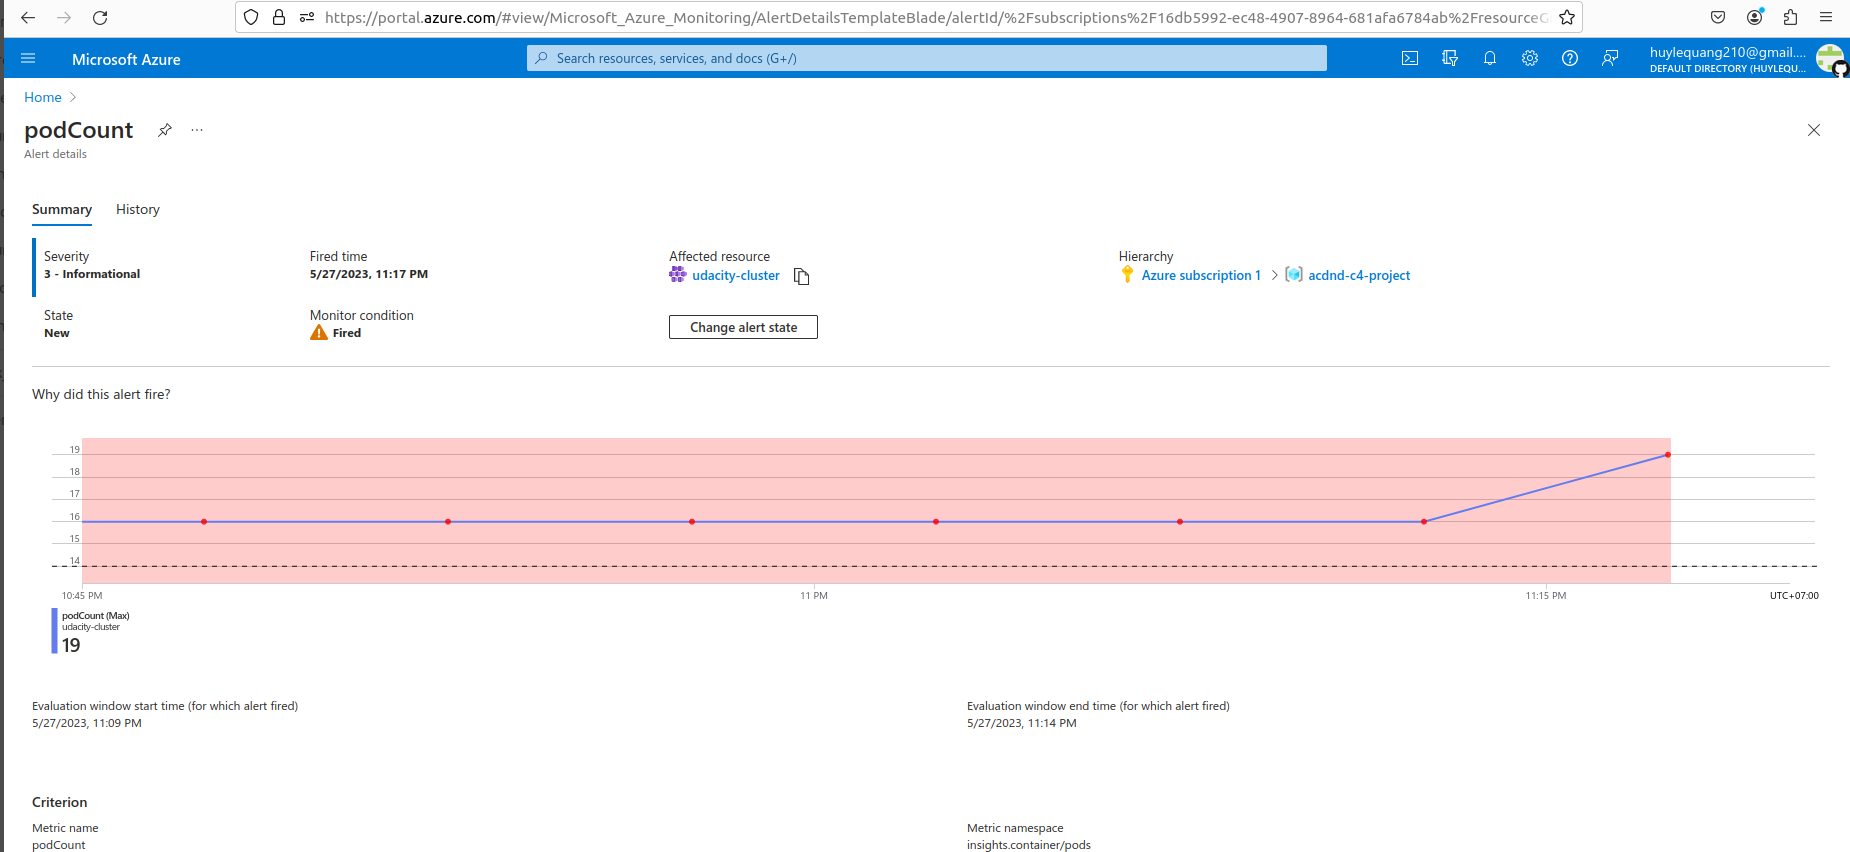 https://portal.azure.com/#view/Microsoft_Azure_Monitoring/AlertDetailsTemplateBlade/alertId/%2Fsubscriptions%2F16db5992-ec48-4907-8964-681afa6784ab%2FresourceG
Microsoft Azure
Search resources, services, and docs (G+/)
huylequang210@gmail....
DEFAULT DIRECTORY (HUYLEQU...
Home
podCount
...
Alert details
Summary
History
Severity
3 - Informational
Fired time
5/27/2023, 11:17 PM
Affected resource
udacity-cluster
Hierarchy
Azure subscription 1 > acdnd-c4-project
State
New
Monitor condition
Fired
Change alert state
Why did this alert fire?
19
18
17
16
15
14
10:45 PM
11 PM
11:15 PM
UTC+07:00
podCount (Max)
udacity-cluster
19
Evaluation window start time (for which alert fired)
5/27/2023, 11:09 PM
Evaluation window end time (for which alert fired)
5/27/2023, 11:14 PM
Criterion
Metric name
podCount
Metric namespace
insights.container/pods